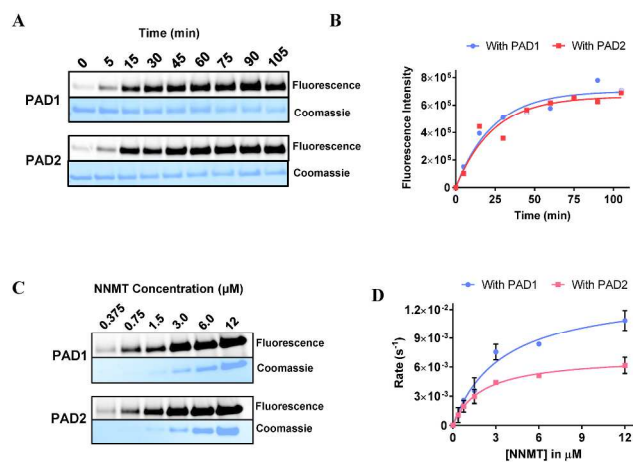 A
Time (min)
0 5 15 30 45 60 75 90 105
PAD1
Fluorescence
Coomassie
PAD2
Fluorescence
Coomassie
B
With PAD1 With PAD2
Fluorescence Intensity
8×10⁵
6×10⁵
4×10⁵
2×10⁵
0
0 25 50 75 100
Time (min)
C
NNMT Concentration (µM)
0.375 0.75 1.5 3.0 6.0 12
PAD1
Fluorescence
Coomassie
PAD2
Fluorescence
Coomassie
D
With PAD1 With PAD2
Rate (s⁻¹)
1.2×10⁻²
9.0×10⁻³
6.0×10⁻³
3.0×10⁻³
0
0 3 6 9 12
[NNMT] in µM